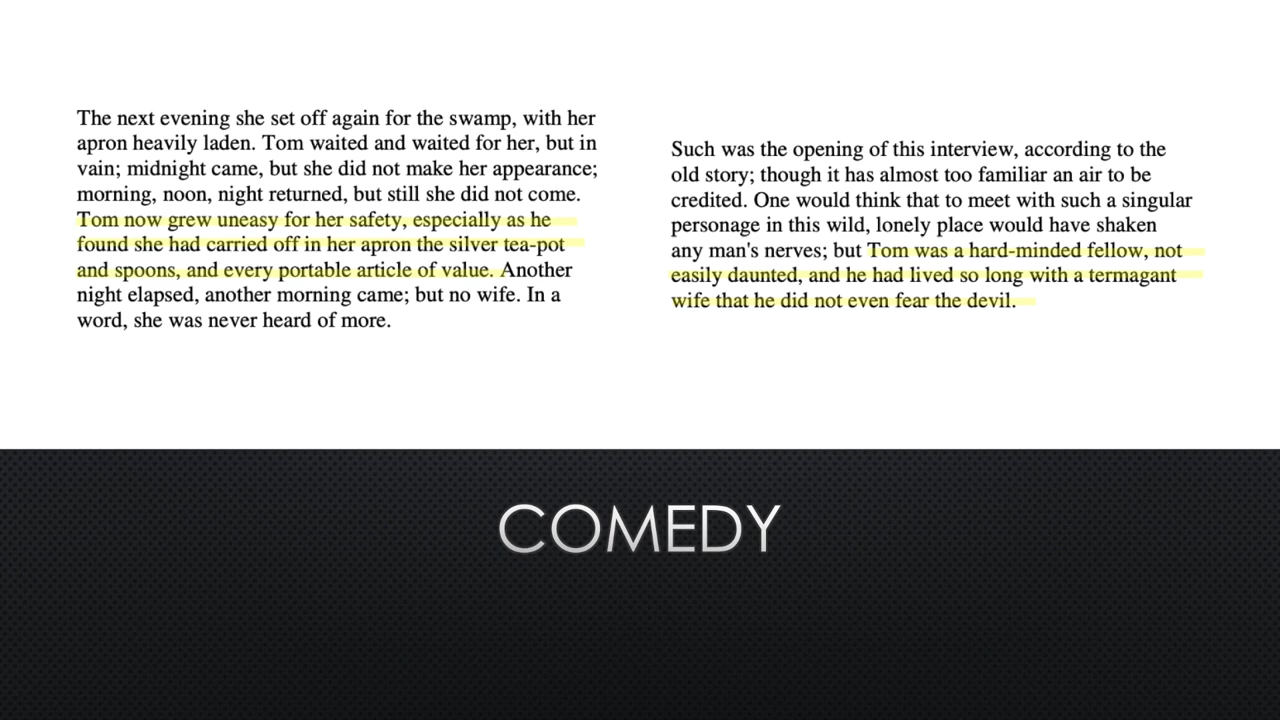 The next evening she set off again for the swamp, with her
apron heavily laden. Tom waited and waited for her, but in
vain; midnight came, but she did not make her appearance;
morning, noon, night returned, but still she did not come.
Tom now grew uneasy for her safety, especially as he
found she had carried off in her apron the silver tea-pot
and spoons, and every portable article of value. Another
night elapsed, another morning came; but no wife. In a
word, she was never heard of more.
Such was the opening of this interview, according to the
old story; though it has almost too familiar an air to be
credited. One would think that to meet with such a singular
personage in this wild, lonely place would have shaken
any man's nerves; but Tom was a hard-minded fellow, not
easily daunted, and he had lived so long with a termagant
wife that he did not even fear the devil.
COMEDY